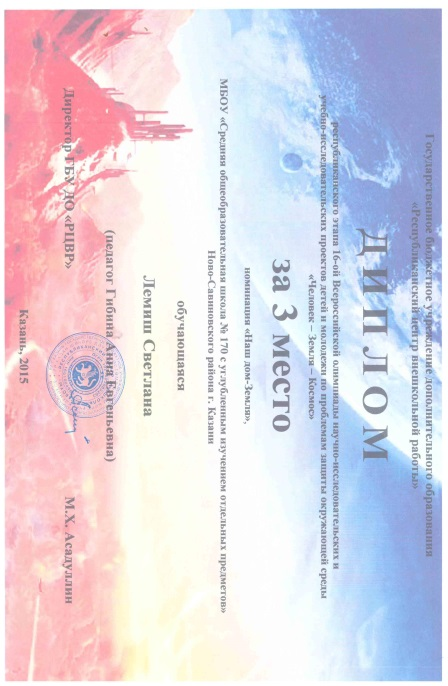 Государственное бюджетное учреждение дополнительного образования
«Республиканский центр внешкольной работы»
ДИПЛОМ
республиканского этапа 16-ой Всероссийской олимпиады научно-исследовательских и
учебно-исследовательских проектов детей и молодежи по проблемам защиты окружающей среды
«Человек – Земля – Космос»
за 3 место
номинация «Наш дом-Земля»,
МБОУ «Средняя общеобразовательная школа № 170 с углубленным изучением отдельных предметов»
Ново-Савиновского района г. Казани
обучающаяся
Лемиш Светлана
(педагог Гибина Анна Евгеньевна)
Директор ГБУ ДО «РЦВР» М.Х. Асадуллин
Казань, 2015